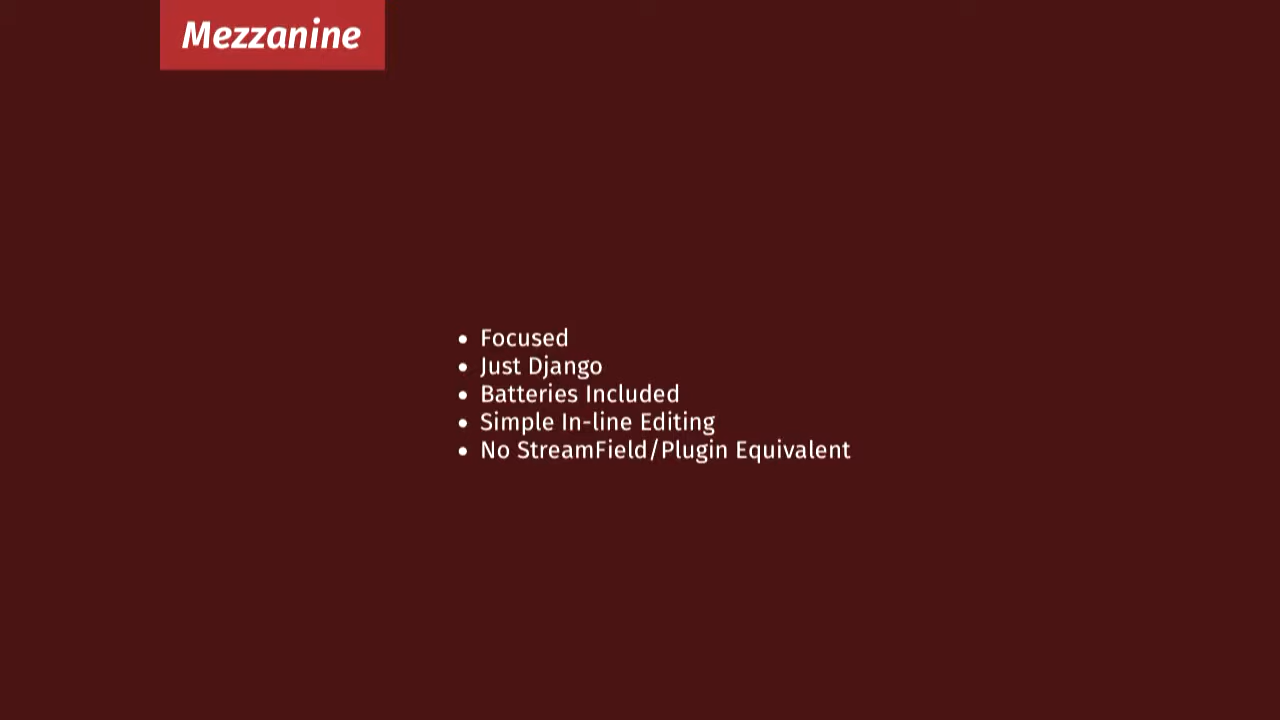 Mezzanine
• Focused
• Just Django
• Batteries Included
• Simple In-line Editing
• No StreamField/Plugin Equivalent